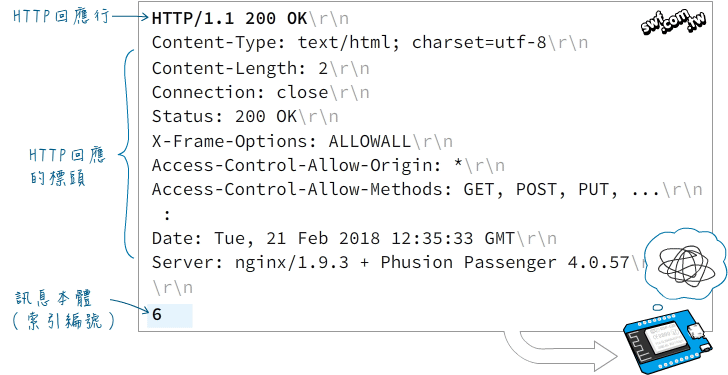 HTTP回應行
HTTP/1.1 200 OK\r\n
swf.com.tw
Content-Type: text/html; charset=utf-8\r\n
Content-Length: 2\r\n
Connection: close\r\n
Status: 200 OK\r\n
X-Frame-Options: ALLOWALL\r\n
HTTP回應
的標頭
Access-Control-Allow-Origin: *\r\n
Access-Control-Allow-Methods: GET, POST, PUT, ...\r\n
:
Date: Tue, 21 Feb 2018 12:35:33 GMT\r\n
Server: nginx/1.9.3 + Phusion Passenger 4.0.57\r
\r\n
訊息本體
(索引編號)
6